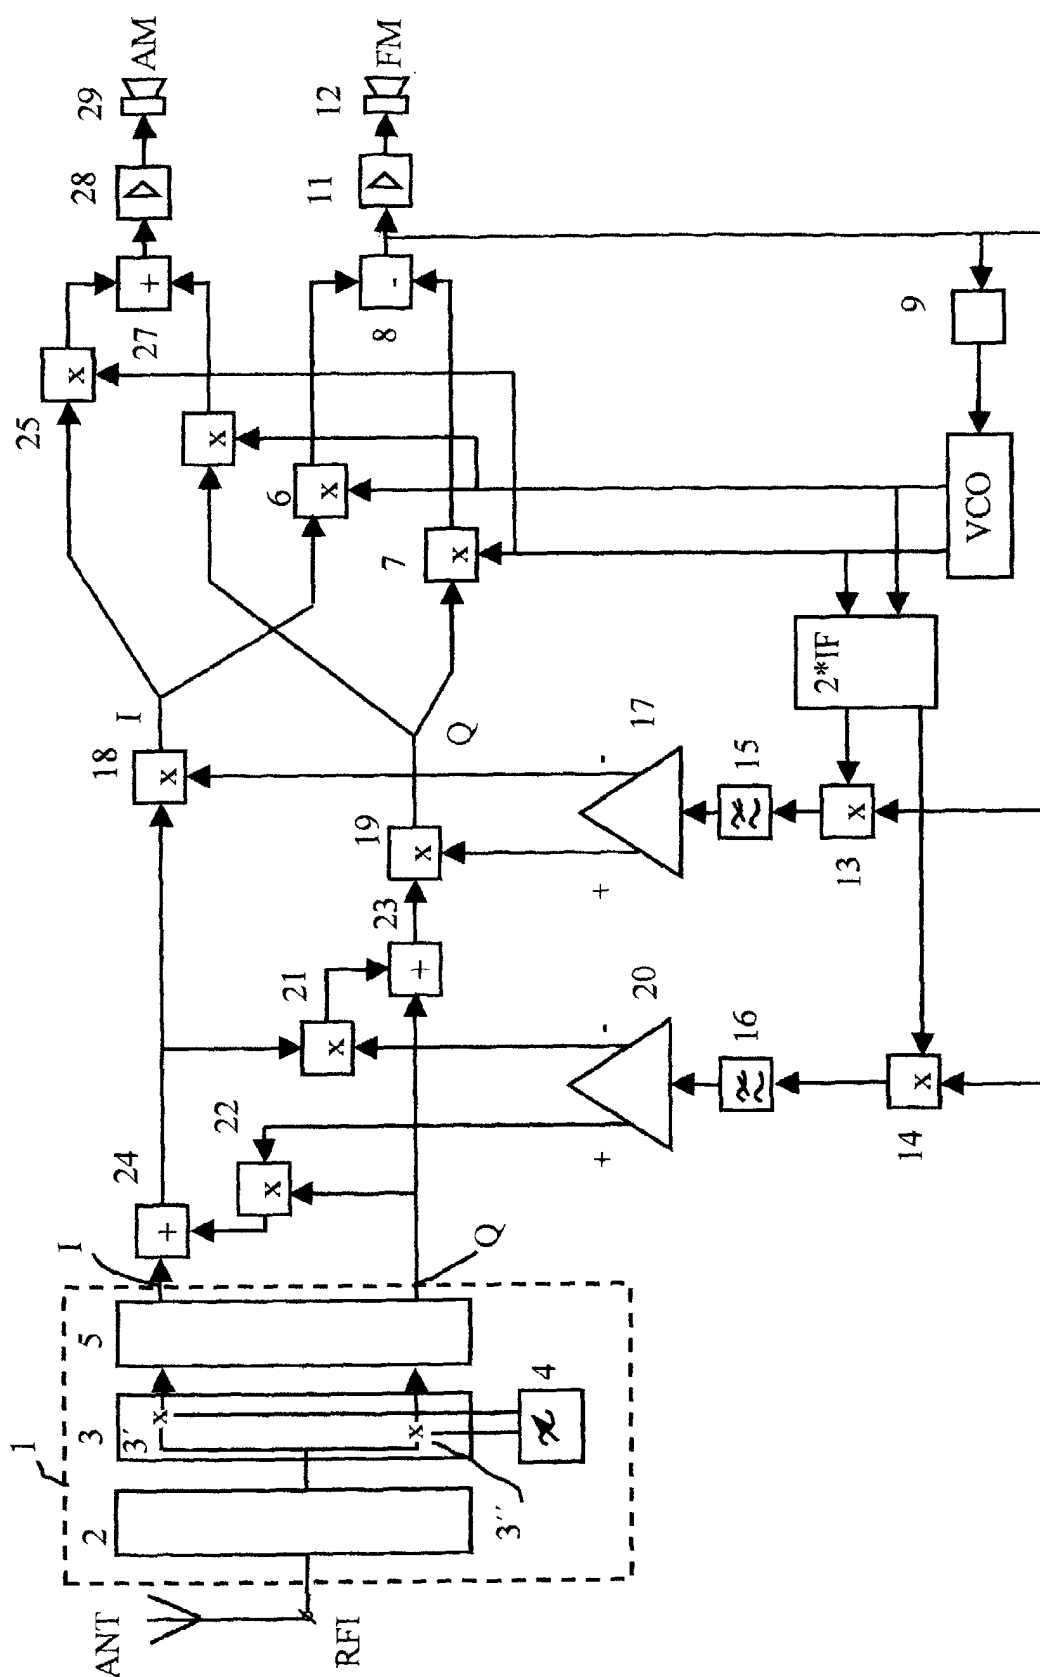 ANT
RFI
1
2
3
3′
3′′
4
5
x
x
I
Q
24
+
22
x
21
x
23
+
19
x
18
x
I
Q
+
-
20
16
14
x
+
-
17
15
13
x
2*IF
VCO
9
25
x
x
6
x
7
x
27
+
8
-
28
29
AM
11
12
FM